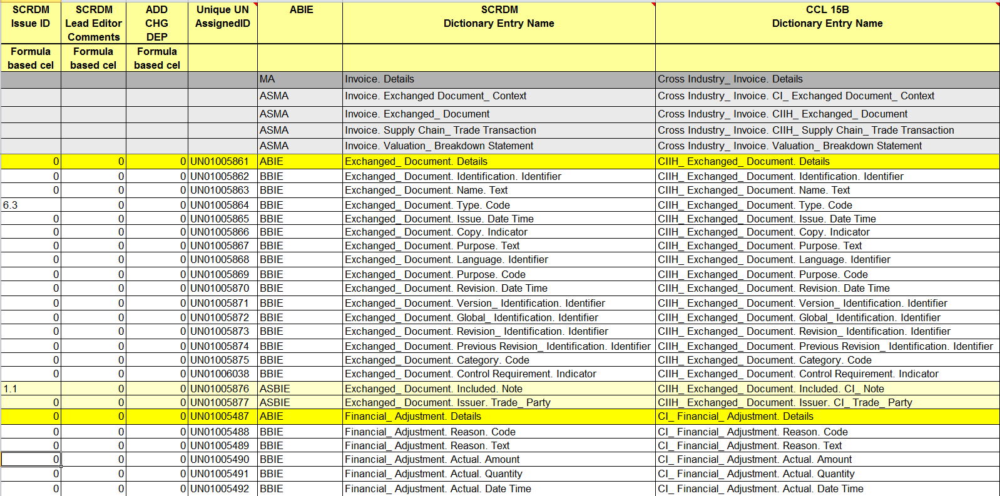 SCRDM Issue ID | SCRDM Lead Editor Comments | ADD CHG DEP | Unique UN AssignedID | ABIE | SCRDM Dictionary Entry Name | CCL 15B Dictionary Entry Name
Formula based cel | Formula based cel | Formula based cel
MA | Invoice. Details | Cross Industry_ Invoice. Details
ASMA | Invoice. Exchanged Document_ Context | Cross Industry_ Invoice. CI_ Exchanged Document_ Context
ASMA | Invoice. Exchanged_ Document | Cross Industry_ Invoice. CIIH_ Exchanged_ Document
ASMA | Invoice. Supply Chain_ Trade Transaction | Cross Industry_ Invoice. CIIH_ Supply Chain_ Trade Transaction
ASMA | Invoice. Valuation_ Breakdown Statement | Cross Industry_ Invoice. Valuation_ Breakdown Statement
0 | 0 | 0 | UN01005861 | ABIE | Exchanged_ Document. Details | CIIH_ Exchanged_ Document. Details
0 | 0 | 0 | UN01005862 | BBIE | Exchanged_ Document. Identification. Identifier | CIIH_ Exchanged_ Document. Identification. Identifier
0 | 0 | 0 | UN01005863 | BBIE | Exchanged_ Document. Name. Text | CIIH_ Exchanged_ Document. Name. Text
6.3 | 0 | 0 | UN01005864 | BBIE | Exchanged_ Document. Type. Code | CIIH_ Exchanged_ Document. Type. Code
0 | 0 | 0 | UN01005865 | BBIE | Exchanged_ Document. Issue. Date Time | CIIH_ Exchanged_ Document. Issue. Date Time
0 | 0 | 0 | UN01005866 | BBIE | Exchanged_ Document. Copy. Indicator | CIIH_ Exchanged_ Document. Copy. Indicator
0 | 0 | 0 | UN01005867 | BBIE | Exchanged_ Document. Purpose. Text | CIIH_ Exchanged_ Document. Purpose. Text
0 | 0 | 0 | UN01005868 | BBIE | Exchanged_ Document. Language. Identifier | CIIH_ Exchanged_ Document. Language. Identifier
0 | 0 | 0 | UN01005869 | BBIE | Exchanged_ Document. Purpose. Code | CIIH_ Exchanged_ Document. Purpose. Code
0 | 0 | 0 | UN01005870 | BBIE | Exchanged_ Document. Revision. Date Time | CIIH_ Exchanged_ Document. Revision. Date Time
0 | 0 | 0 | UN01005871 | BBIE | Exchanged_ Document. Version_ Identification. Identifier | CIIH_ Exchanged_ Document. Version_ Identification. Identifier
0 | 0 | 0 | UN01005872 | BBIE | Exchanged_ Document. Global_ Identification. Identifier | CIIH_ Exchanged_ Document. Global_ Identification. Identifier
0 | 0 | 0 | UN01005873 | BBIE | Exchanged_ Document. Revision_ Identification. Identifier | CIIH_ Exchanged_ Document. Revision_ Identification. Identifier
0 | 0 | 0 | UN01005874 | BBIE | Exchanged_ Document. Previous Revision_ Identification. Identifier | CIIH_ Exchanged_ Document. Previous Revision_ Identification. Identifier
0 | 0 | 0 | UN01005875 | BBIE | Exchanged_ Document. Category. Code | CIIH_ Exchanged_ Document. Category. Code
0 | 0 | 0 | UN01006038 | BBIE | Exchanged_ Document. Control Requirement. Indicator | CIIH_ Exchanged_ Document. Control Requirement. Indicator
1.1 | 0 | 0 | UN01005876 | ASBIE | Exchanged_ Document. Included. Note | CIIH_ Exchanged_ Document. Included. CI_ Note
0 | 0 | 0 | UN01005877 | ASBIE | Exchanged_ Document. Issuer. Trade_ Party | CIIH_ Exchanged_ Document. Issuer. CI_ Trade_ Party
0 | 0 | 0 | UN01005487 | ABIE | Financial_ Adjustment. Details | CI_ Financial_ Adjustment. Details
0 | 0 | 0 | UN01005488 | BBIE | Financial_ Adjustment. Reason. Code | CI_ Financial_ Adjustment. Reason. Code
0 | 0 | 0 | UN01005489 | BBIE | Financial_ Adjustment. Reason. Text | CI_ Financial_ Adjustment. Reason. Text
0 | 0 | 0 | UN01005490 | BBIE | Financial_ Adjustment. Actual. Amount | CI_ Financial_ Adjustment. Actual. Amount
0 | 0 | 0 | UN01005491 | BBIE | Financial_ Adjustment. Actual. Quantity | CI_ Financial_ Adjustment. Actual. Quantity
0 | 0 | 0 | UN01005492 | BBIE | Financial_ Adjustment. Actual. Date Time | CI_ Financial_ Adjustment. Actual. Date Time